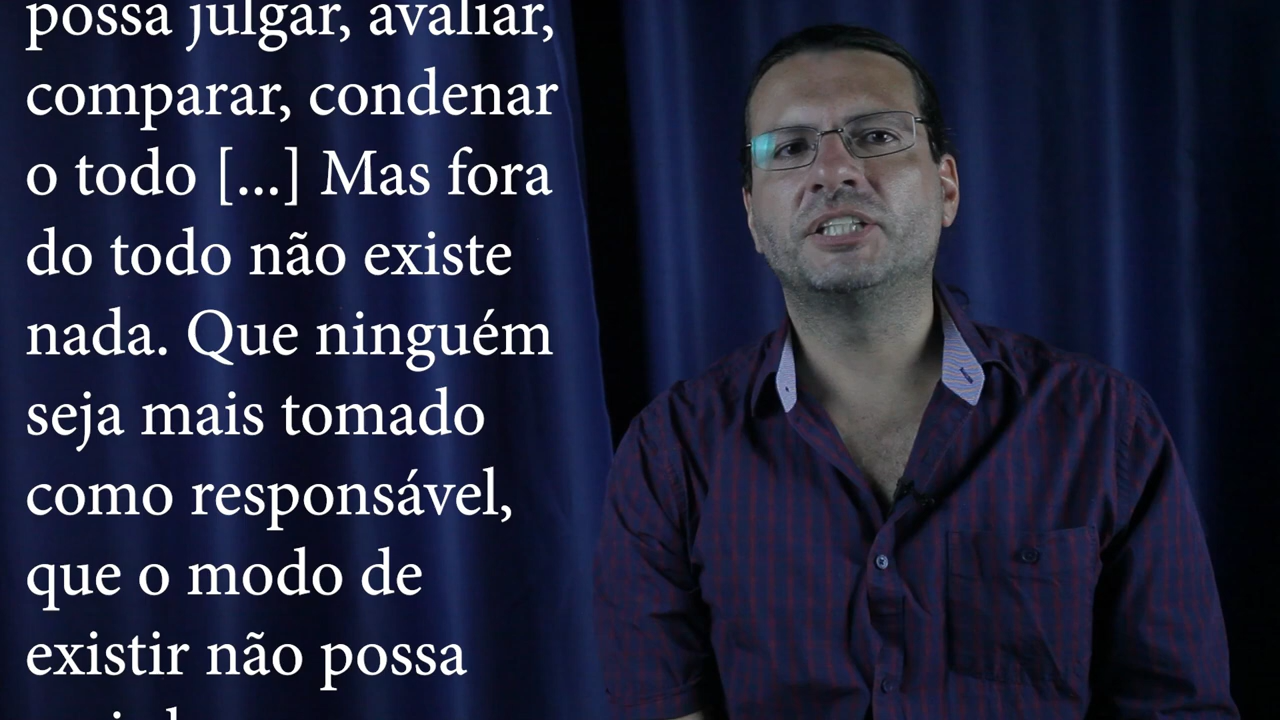 possa julgar, avaliar,
comparar, condenar
o todo [...] Mas fora
do todo não existe
nada. Que ninguém
seja mais tomado
como responsável,
que o modo de
existir não possa